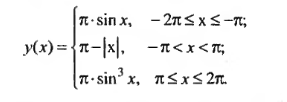 π·sin x, −2π ≤ x ≤ −π;
y(x) = { π−|x|, −π < x < π;
π·sin³ x, π ≤ x ≤ 2π.